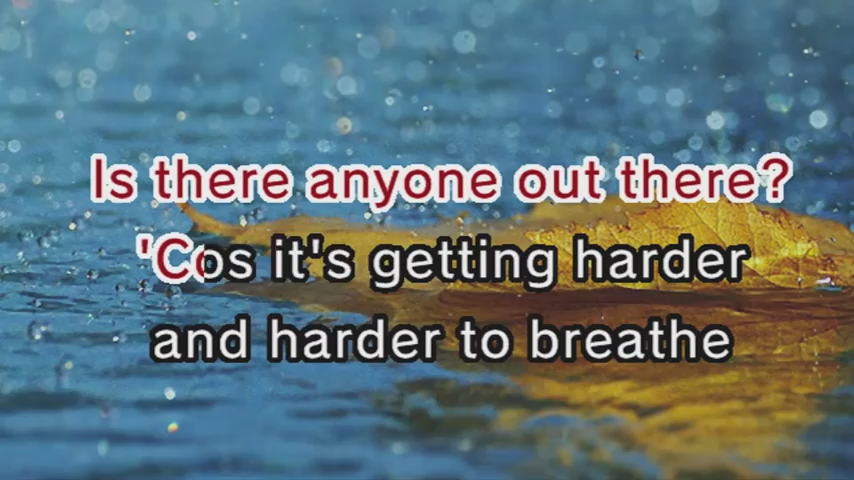 Is there anyone out there?
'Cos it's getting harder
and harder to breathe